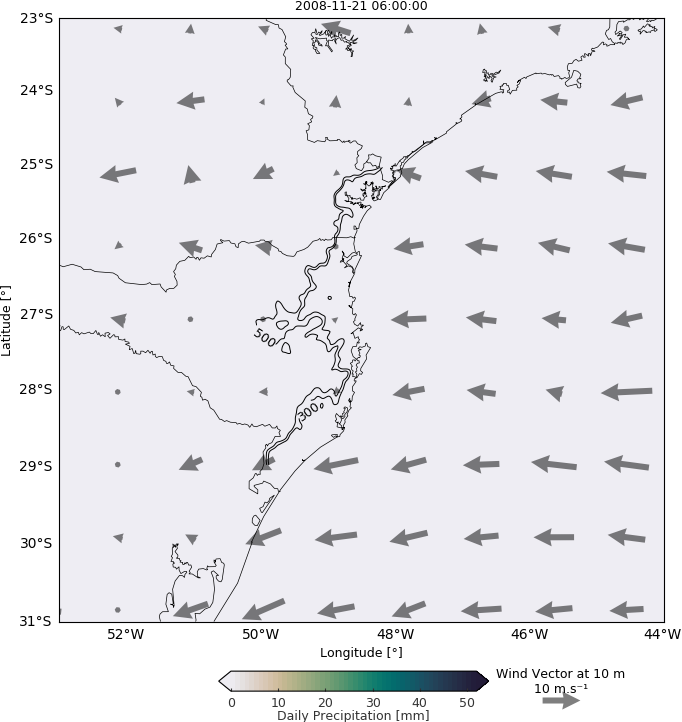 2008-11-21 06:00:00
23°S
24°S
25°S
26°S
27°S
28°S
29°S
30°S
31°S
Latitude [°]
500
300
52°W 50°W 48°W 46°W 44°W
Longitude [°]
0 10 20 30 40 50
Daily Precipitation [mm]
Wind Vector at 10 m
10 m s⁻¹